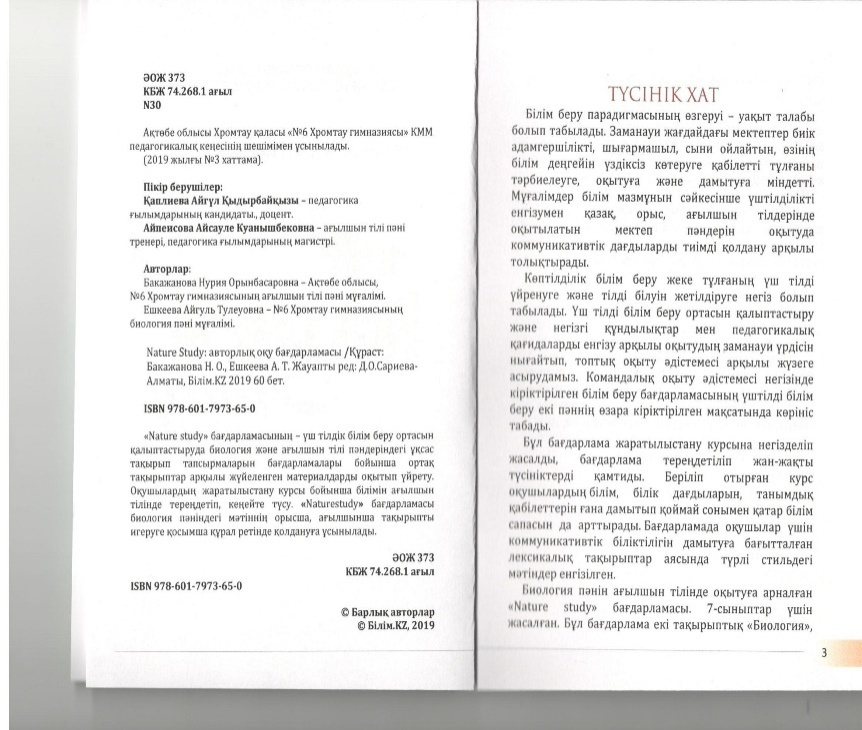 ӘОЖ 373
КБЖ 74.268.1 ағыл
N30
Ақтөбе облысы Хромтау қаласы «№6 Хромтау гимназиясы» КММ
педагогикалық кеңесінің шешімімен ұсынылады.
(2019 жылғы №3 хаттама).
Пікір берушілер:
Каплиева Айгүл Қыдырбайқызы – педагогика
ғылымдарының кандидаты., доцент.
Айпеисова Айсауле Куанышбековна – ағылшын тілі пәні
тренері, педагогика ғылымдарының магистрі.
Авторлар:
Бакажанова Нурия Орынбасаровна – Ақтөбе облысы,
№6 Хромтау гимназиясының ағылшын тілі пәні мұғалімі.
Ешкеева Айгуль Тулеуовна – №6 Хромтау гимназиясының
биология пәні мұғалімі.
Nature Study: авторлық оқу бағдарламасы /Құраст:
Бакажанова Н. О., Ешкеева А. Т. Жауапты ред: Д.О.Сариева-
Алматы, Білім.KZ 2019 60 бет.
ISBN 978-601-7973-65-0
«Nature study» бағдарламасының – үш тілдік білім беру ортасын
қалыптастыруда биология және ағылшын тілі пәндеріндегі ұксас
тақырып тапсырмаларын бағдарламалары бойынша ортақ
тақырыптар арқылы жүйеленген материалдарды оқытып үйрету.
Оқушылардың жаратылыстану курсы бойынша білімін ағылшын
тілінде тереңдетіп, кеңейте түсу. «Naturestudy» бағдарламасы
биология пәніндегі мәтіннің орысша, ағылшынша тақырыпты
игеруге қосымша құрал ретінде қолдануға ұсынылады.
ӘОЖ 373
КБЖ 74.268.1 ағыл
ISBN 978-601-7973-65-0
© Барлық авторлар
© Білім.KZ, 2019
ТҮСІНІК ХАТ
Білім беру парадигмасының өзгеруі – уақыт талабы
болып табылады. Заманауи жағдайдағы мектептер биік
адамгершілікті, шығармашыл, сыни ойлайтын, өзінің
білім деңгейін үздіксіз көтеруге қабілетті тұлғаны
тәрбиелеуге, оқытуға және дамытуға міндетті.
Мұғалімдер білім мазмұнын сәйкесінше үштілділікті
енгізумен қазақ, орыс, ағылшын тілдерінде
оқытылатын мектеп пәндерін оқытуда
коммуникативтік дағдыларды тиімді қолдану арқылы
толықтырады.
Көптілділік білім беру жеке тұлғаның үш тілді
үйренуге және тілді білуін жетілдіруге негіз болып
табылады. Үш тілді білім беру ортасын қалыптастыру
және негізгі құндылықтар мен педагогикалық
қағидаларды енгізу арқылы оқытудың заманауи үрдісін
нығайтып, топтық оқыту әдістемесі арқылы жүзеге
асырудамыз. Командалық оқыту әдістемесі негізінде
кіріктірілген білім беру бағдарламасының үштілді білім
беру екі пәннің өзара кіріктірілген мақсатында көрініс
табады.
Бұл бағдарлама жаратылыстану курсына негізделіп
жасалды, бағдарлама тереңдетіліп жан-жақты
түсініктерді қамтиды. Беріліп отырған курс
оқушылардың білім, білік дағдыларын, танымдық
қабілеттерін ғана дамытып қоймай сонымен қатар білім
сапасын да арттырады. Бағдарламада оқушылар үшін
коммуникативтік біліктілігін дамытуға бағытталған
лексикалық тақырыптар аясында түрлі стильдегі
мәтіндер енгізілген.
Биология пәнін ағылшын тілінде оқытуға арналған
«Nature study» бағдарламасы. 7-сыныптар үшін
жасалған. Бұл бағдарлама екі тақырыптық «Биология»,
3